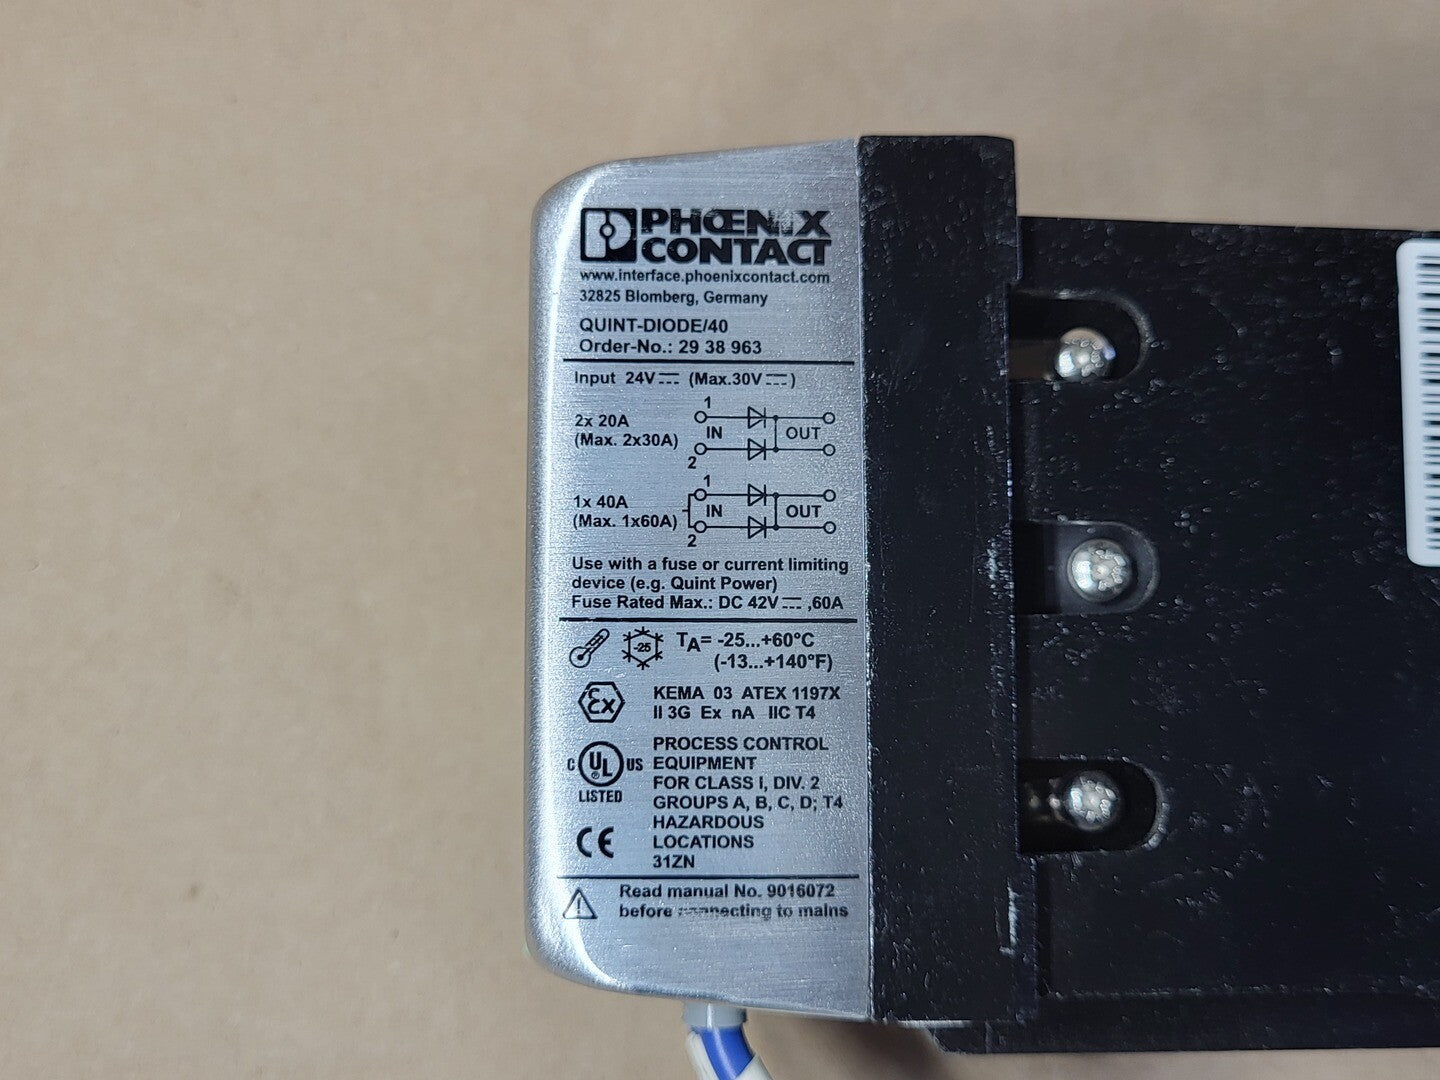 PHŒNIX
CONTACT
www.interface.phoenixcontact.com
32825 Blomberg, Germany
QUINT-DIODE/40
Order-No.: 29 38 963
Input 24V (Max.30V )
2x 20A
(Max. 2x30A)
1
IN
OUT
2
1x 40A
(Max. 1x60A)
1
IN
OUT
2
Use with a fuse or current limiting
device (e.g. Quint Power)
Fuse Rated Max.: DC 42V ,60A
-25
TA= -25...+60°C
(-13...+140°F)
εx
KEMA 03 ATEX 1197X
II 3G Ex nA IIC T4
C UL US
®
LISTED
PROCESS CONTROL
EQUIPMENT
FOR CLASS I, DIV. 2
GROUPS A, B, C, D; T4
HAZARDOUS
LOCATIONS
31ZN
CE
Read manual No. 9016072
before connecting to mains